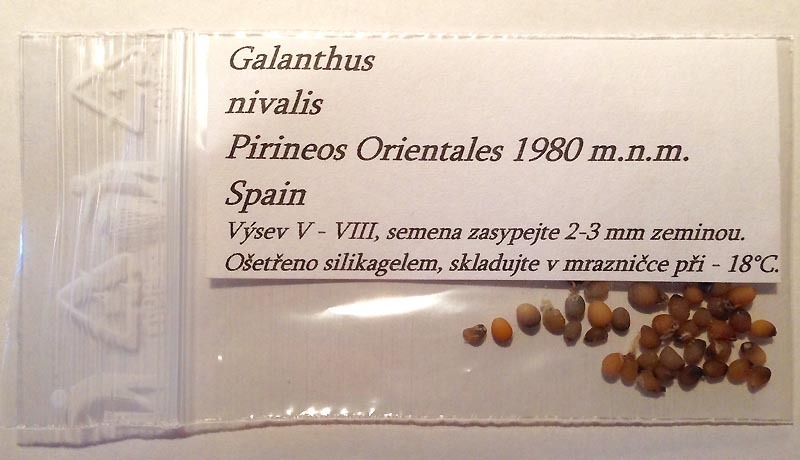 Galanthus
nivalis
Pirineos Orientales 1980 m.n.m.
Spain
Výsev V - VIII, semena zasypejte 2-3 mm zeminou.
Ošetřeno silikagelem, skladujte v mrazničce při - 18°C.